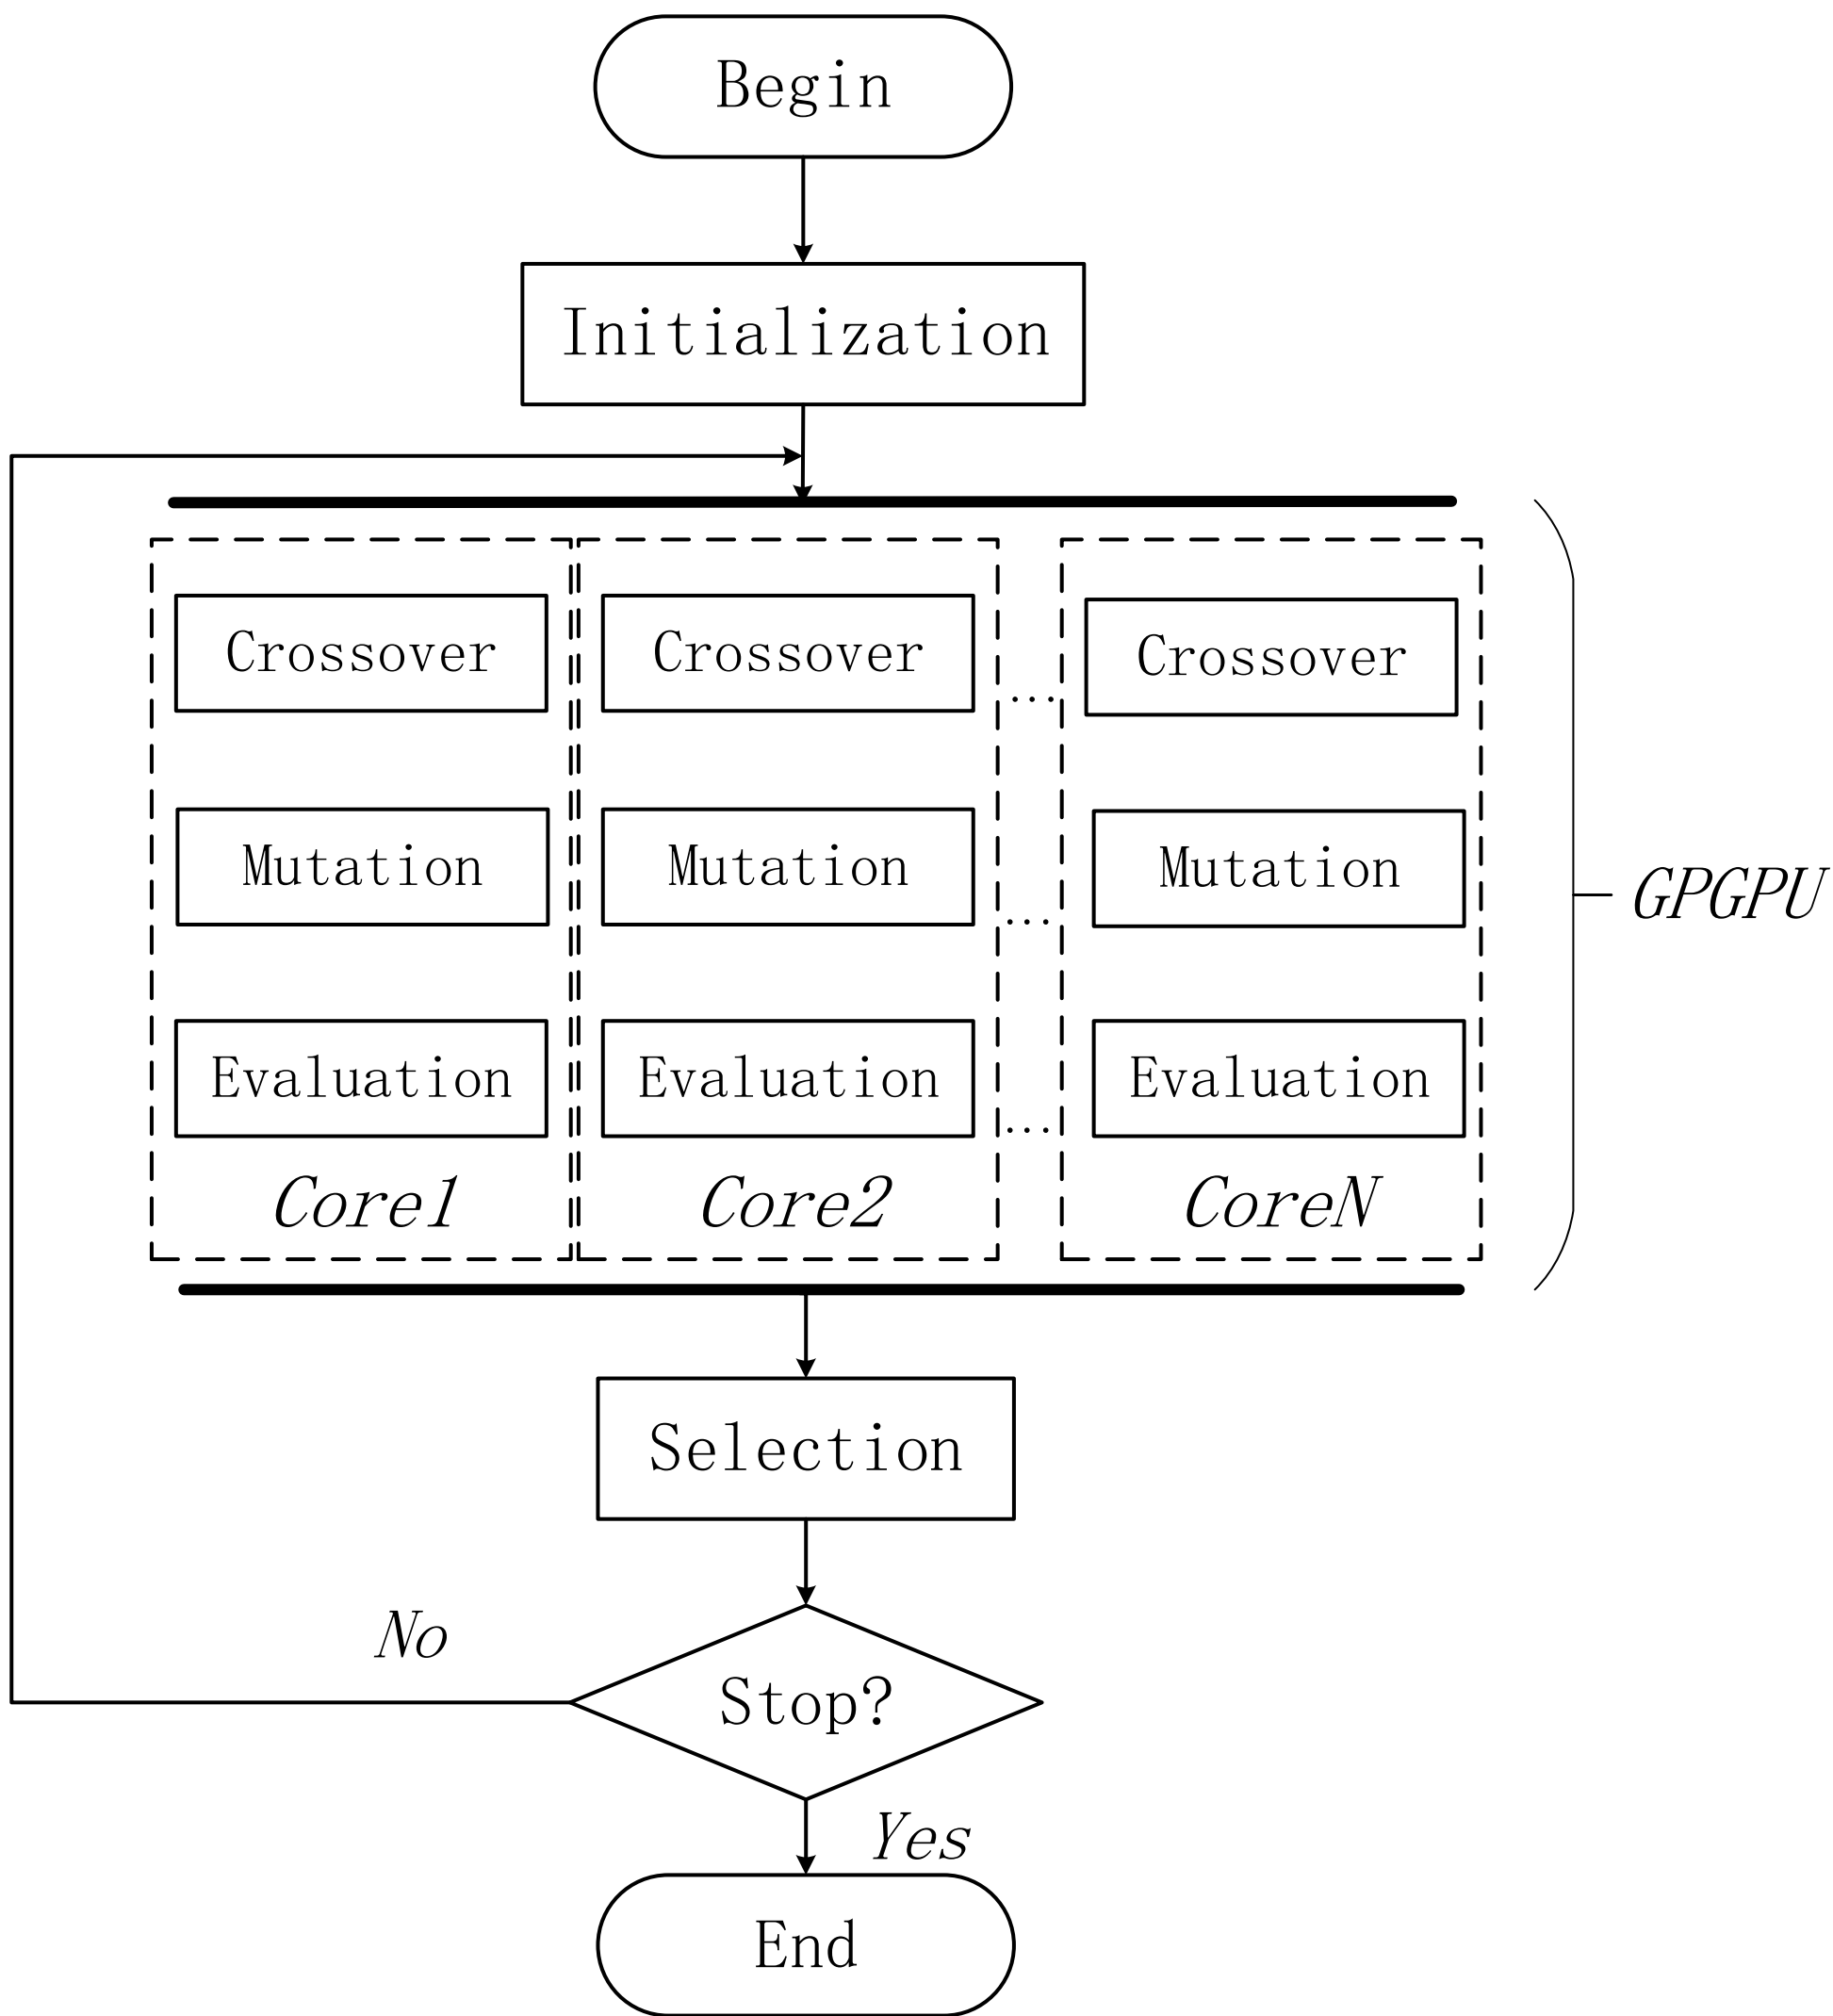 Begin
Initialization
Crossover Crossover ... Crossover
Mutation Mutation ... Mutation
GPGPU
Evaluation Evaluation ... Evaluation
Core1 Core2 CoreN
Selection
No
Stop?
Yes
End